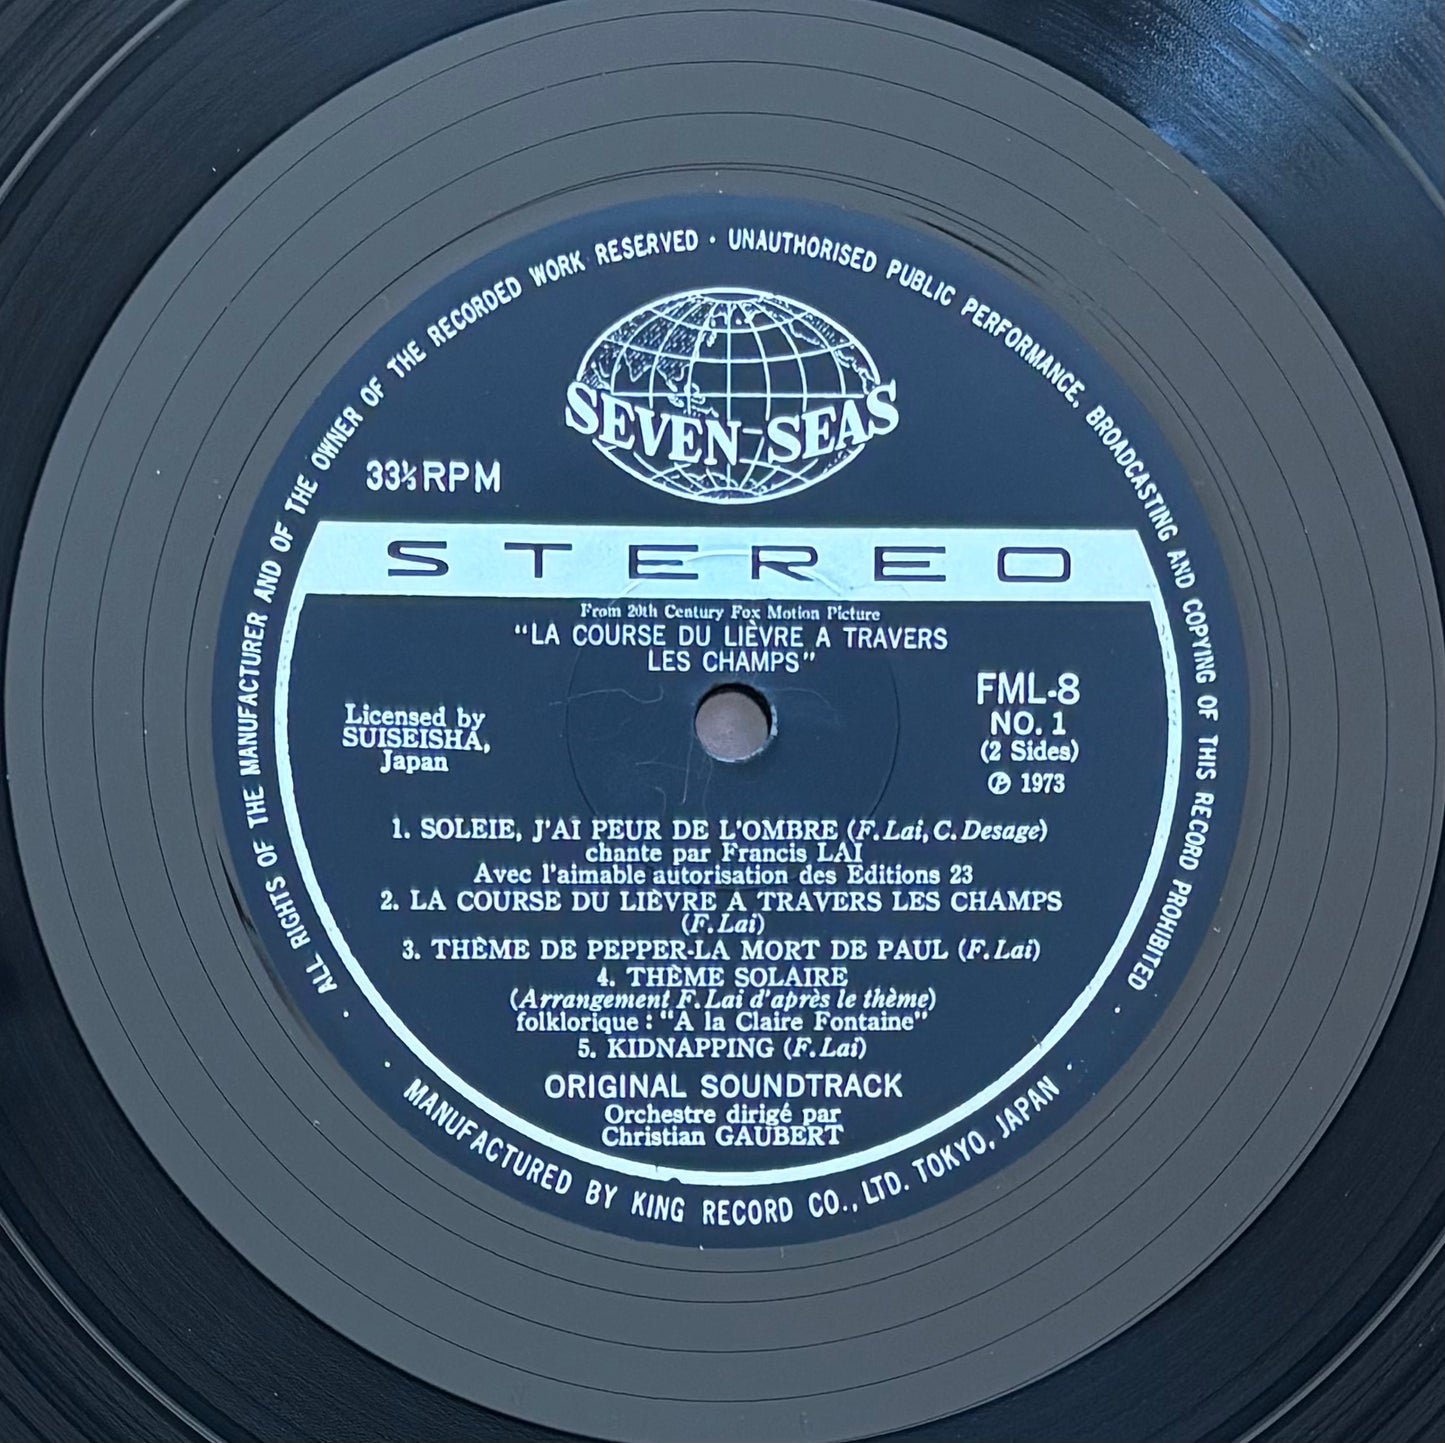 ALL RIGHTS OF THE MANUFACTURER AND OF THE OWNER OF THE RECORDED WORK RESERVED · UNAUTHORISED PUBLIC PERFORMANCE, BROADCASTING AND COPYING OF THIS RECORD PROHIBITED ·
SEVEN-SEAS
33⅓ RPM
STEREO
From 20th Century Fox Motion Picture
"LA COURSE DU LIÈVRE A TRAVERS
LES CHAMPS"
Licensed by
SUISEISHA,
Japan
FML-8
NO. 1
(2 Sides)
℗ 1973
1. SOLEIE, J'AI PEUR DE L'OMBRE (F. Lai, C. Desage)
chante par Francis LAI
Avec l'aimable autorisation des Editions 23
2. LA COURSE DU LIÈVRE A TRAVERS LES CHAMPS
(F. Lai)
3. THÈME DE PEPPER-LA MORT DE PAUL (F. Lai)
4. THÈME SOLAIRE
(Arrangement F. Lai d'après le thème)
folklorique : "A la Claire Fontaine"
5. KIDNAPPING (F. Lai)
ORIGINAL SOUNDTRACK
Orchestre dirigé par
Christian GAUBERT
· MANUFACTURED BY KING RECORD CO., LTD. TOKYO, JAPAN ·